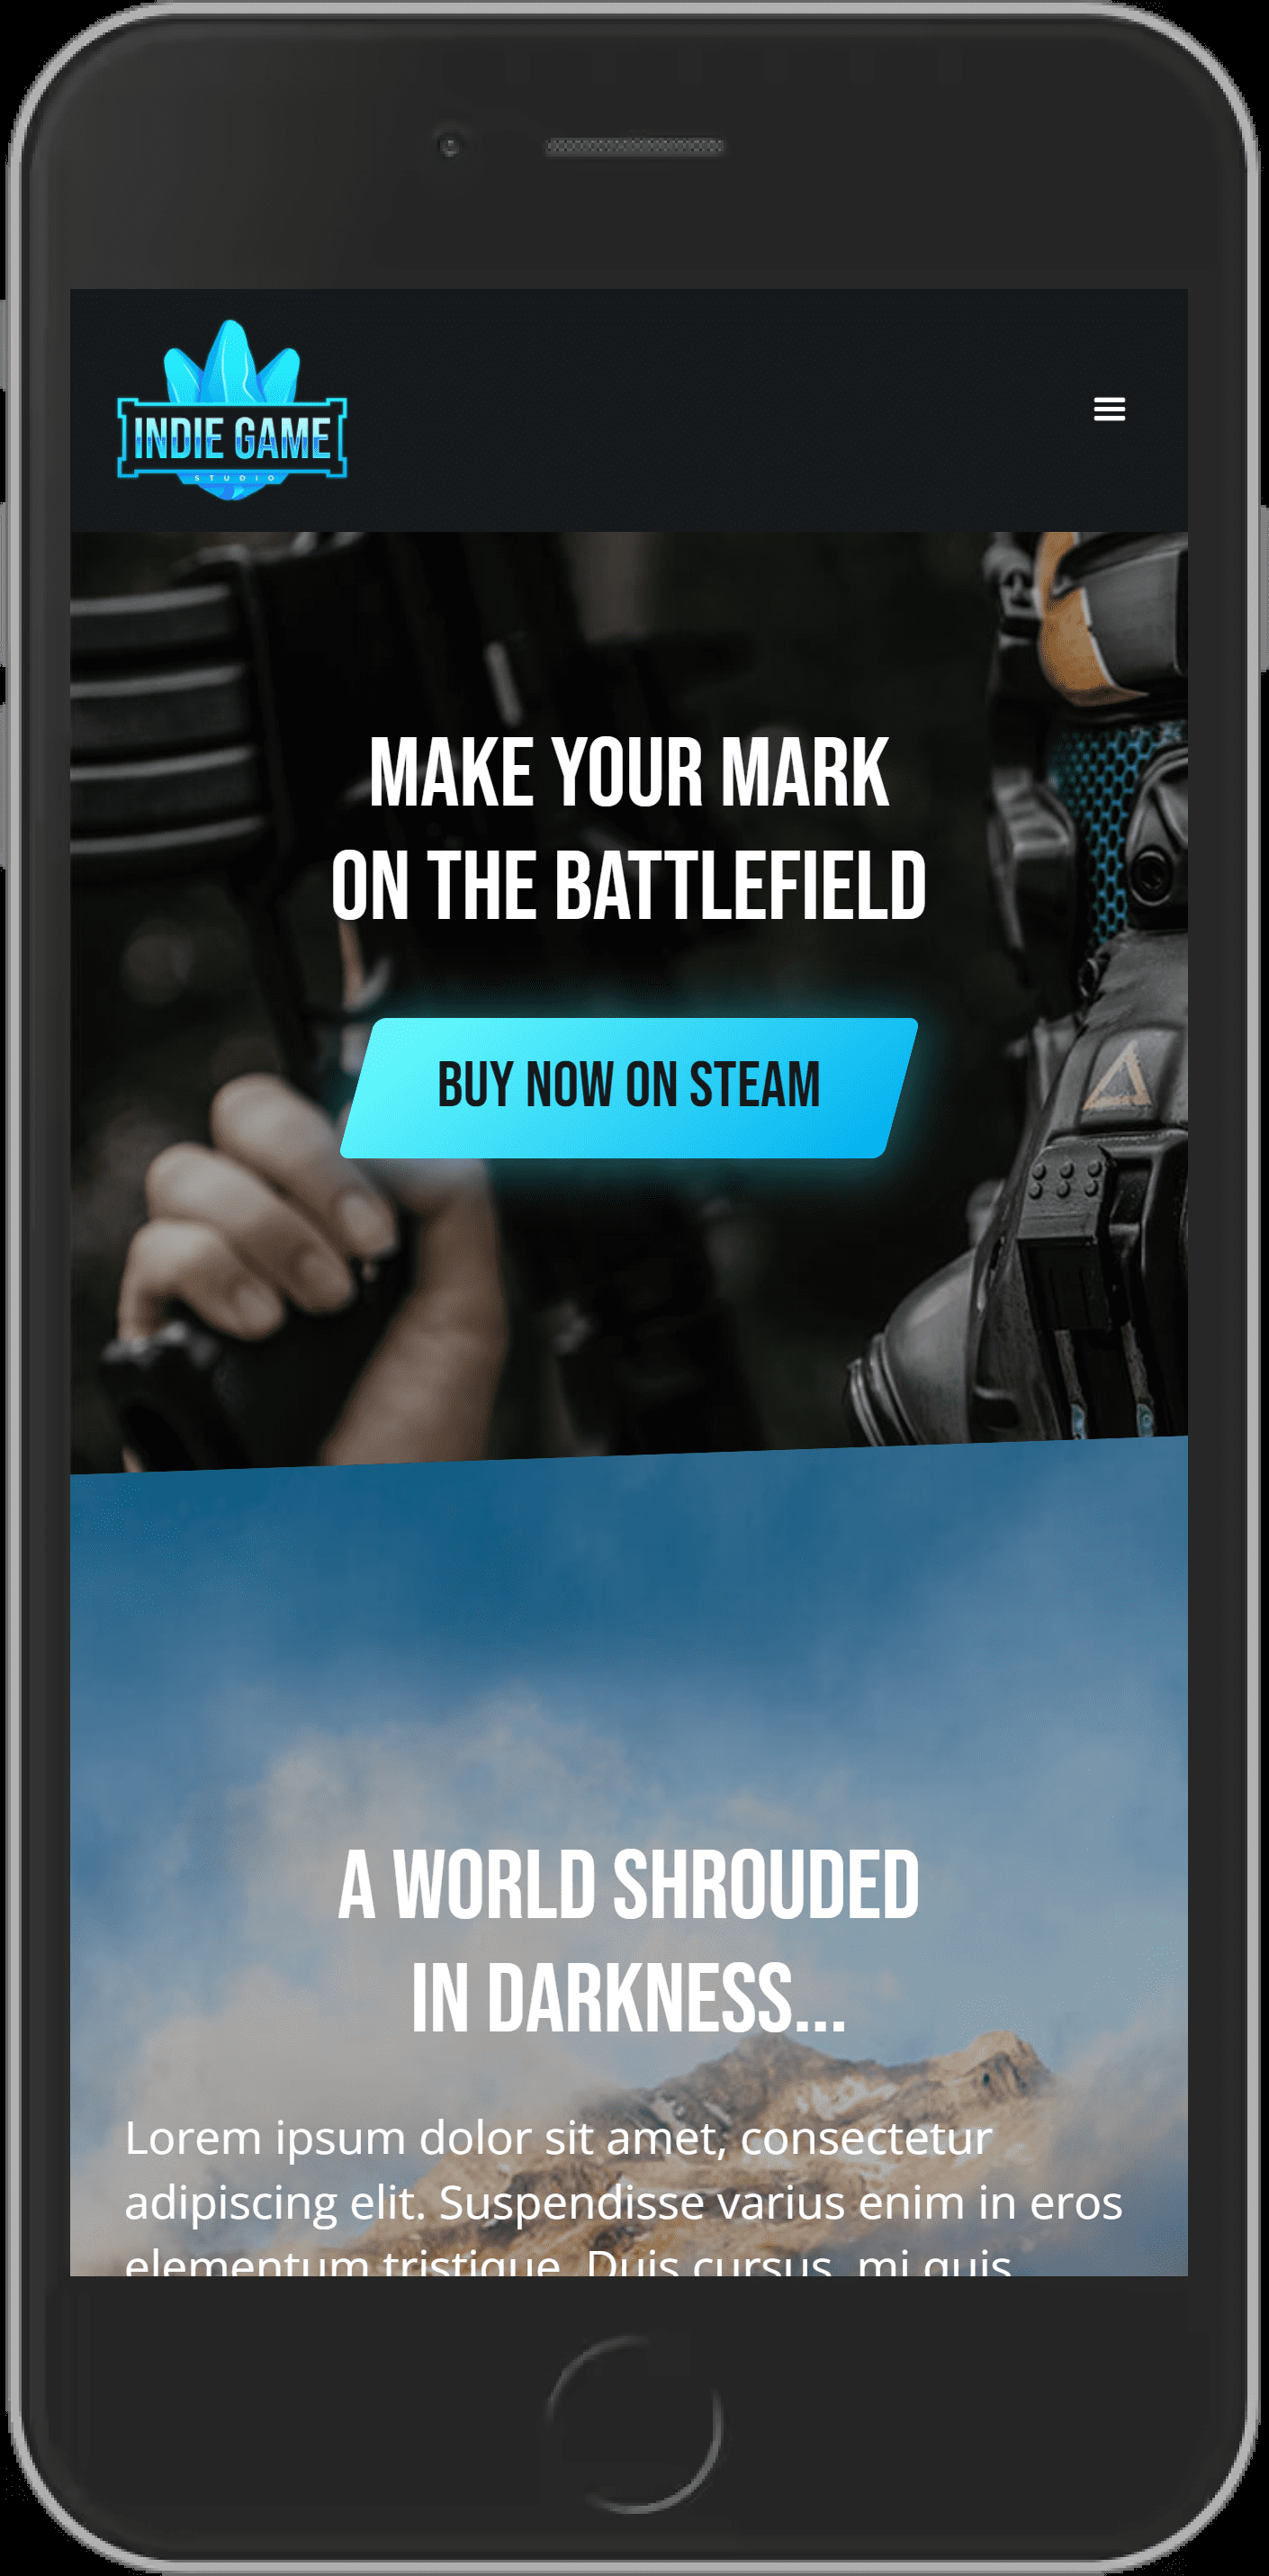 INDIE GAME
STUDIO
MAKE YOUR MARK
ON THE BATTLEFIELD
BUY NOW ON STEAM
A WORLD SHROUDED
IN DARKNESS...
Lorem ipsum dolor sit amet, consectetur
adipiscing elit. Suspendisse varius enim in eros
elementum tristique. Duis cursus, mi quis